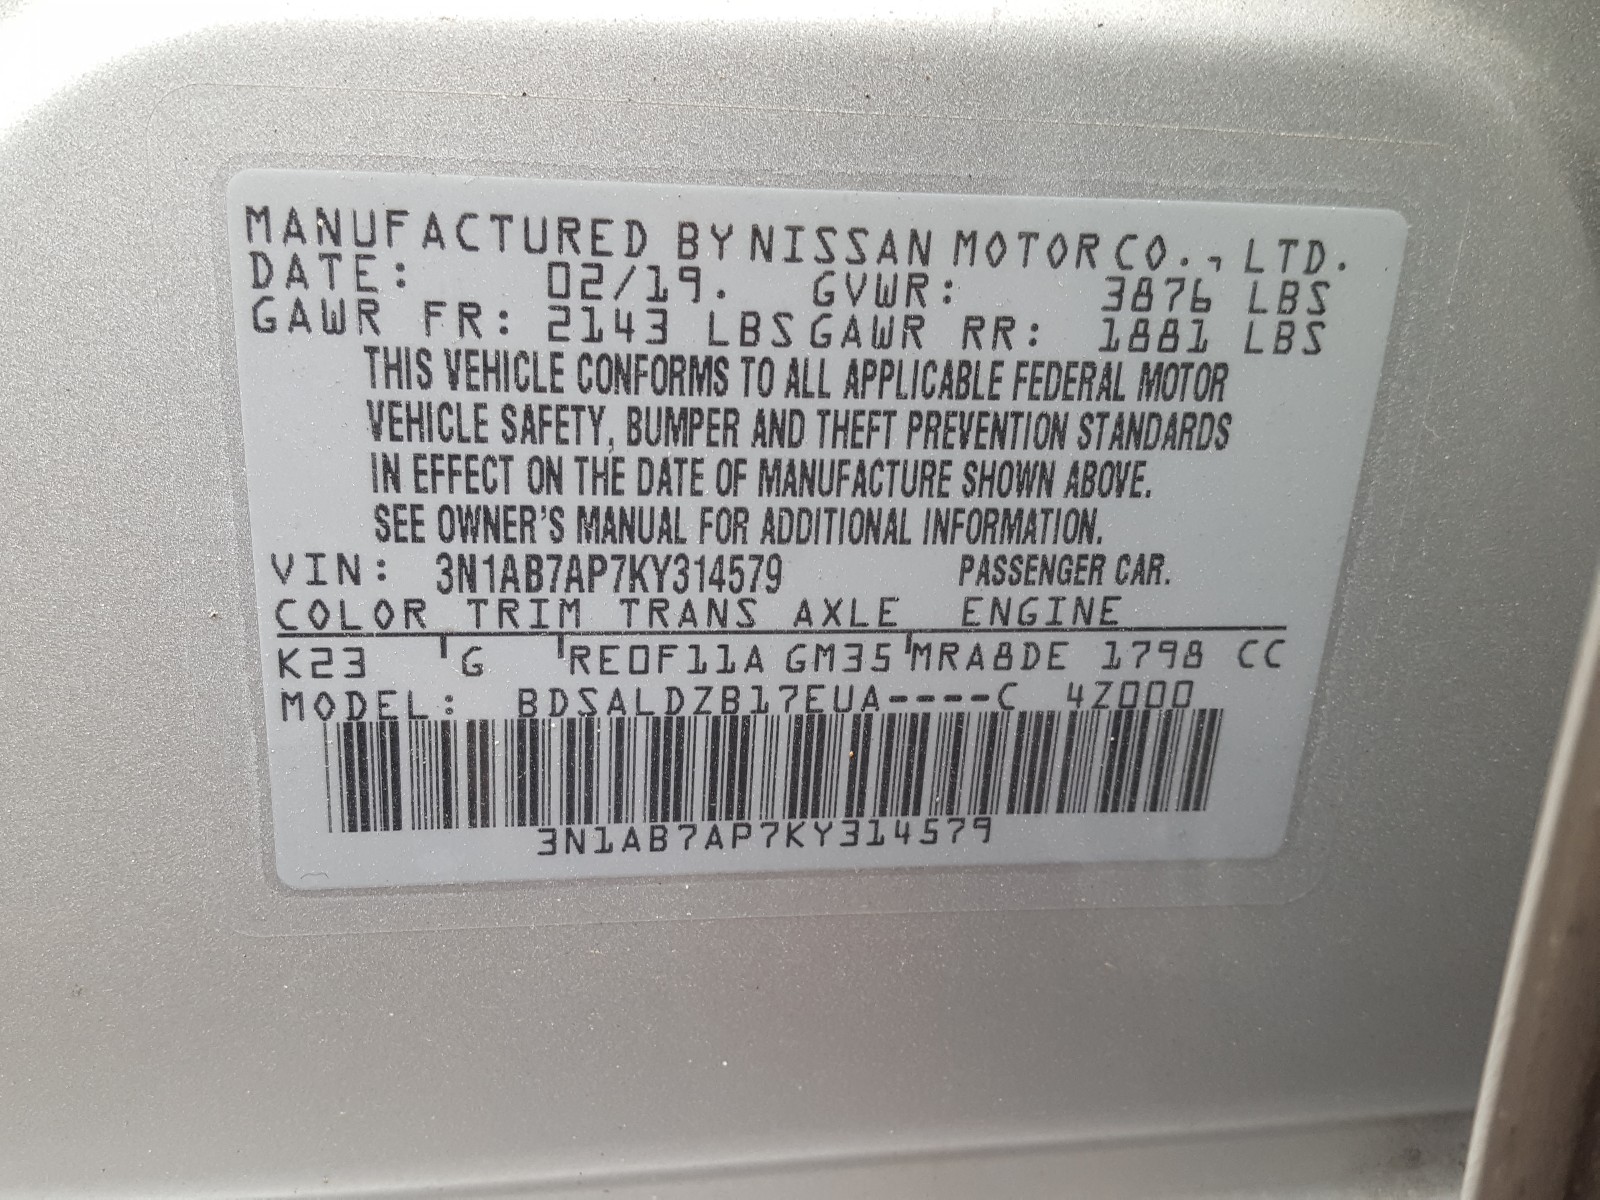 MANUFACTURED BY NISSAN MOTOR CO., LTD.
DATE: 02/19. GVWR: 3876 LBS
GAWR FR: 2143 LBS GAWR RR: 1881 LBS
THIS VEHICLE CONFORMS TO ALL APPLICABLE FEDERAL MOTOR
VEHICLE SAFETY, BUMPER AND THEFT PREVENTION STANDARDS
IN EFFECT ON THE DATE OF MANUFACTURE SHOWN ABOVE.
SEE OWNER'S MANUAL FOR ADDITIONAL INFORMATION.
VIN: 3N1AB7AP7KY314579 PASSENGER CAR.
COLOR TRIM TRANS AXLE ENGINE
K23 G RE0F11A GM35 MRA8DE 1798 CC
MODEL: BDSALDZB17EUA----C 4Z000
3N1AB7AP7KY314579